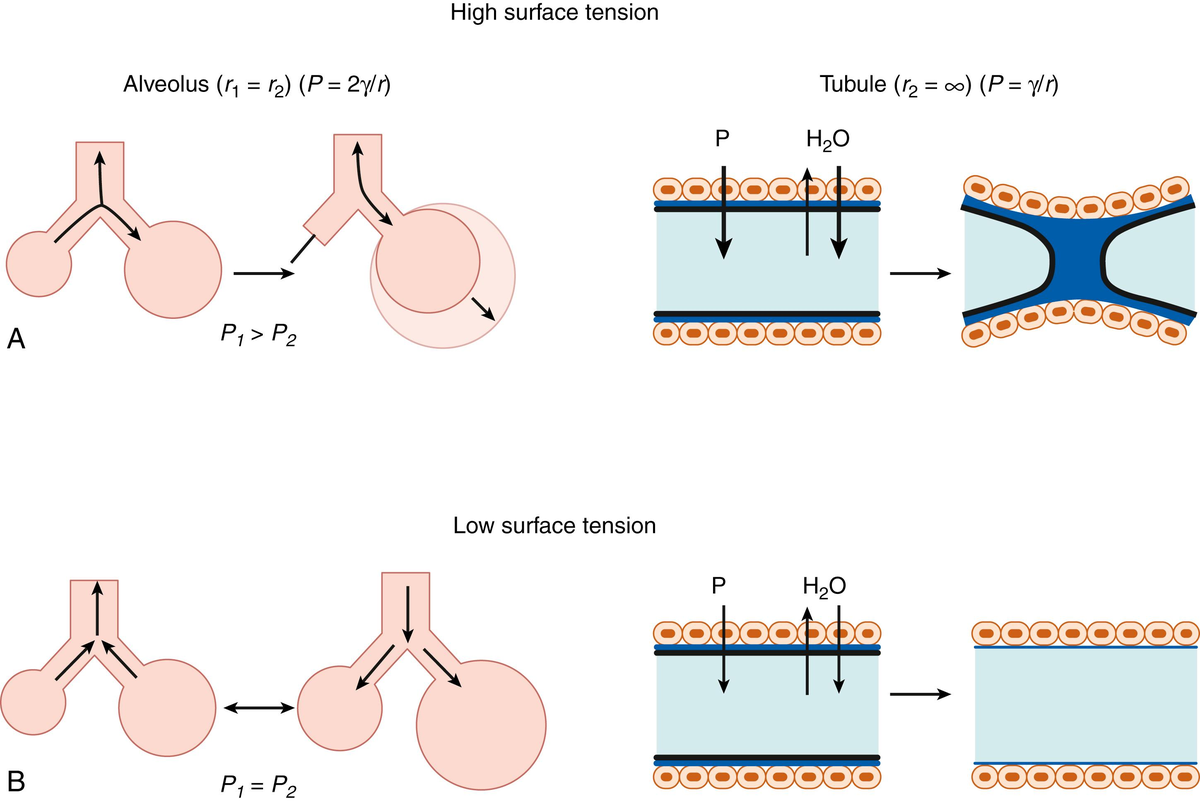 High surface tension
Alveolus (r₁ = r₂) (P = 2γ/r)
Tubule (r₂ = ∞) (P = γ/r)
P
H₂O
P₁ > P₂
A
Low surface tension
P
H₂O
P₁ = P₂
B